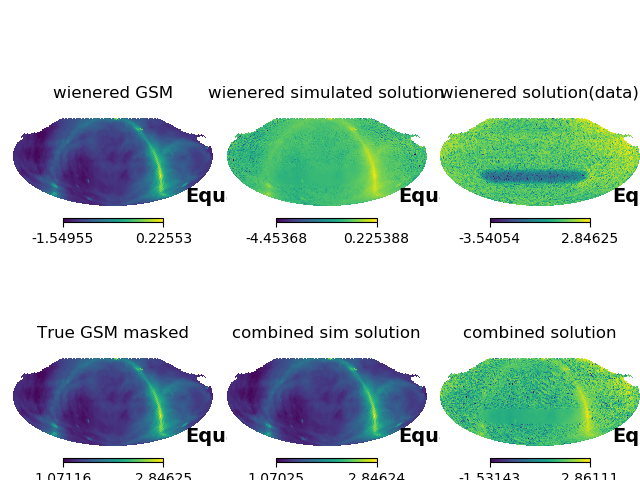 wienered GSM
wienered simulated solution
wienered solution(data)
Equ
Equ
Eq
-1.54955 0.22553
-4.45368 0.225388
-3.54054 2.84625
True GSM masked
combined sim solution
combined solution
Equ
Equ
Eq
1.07116 2.84625
1.07025 2.84624
-1.53143 2.86111